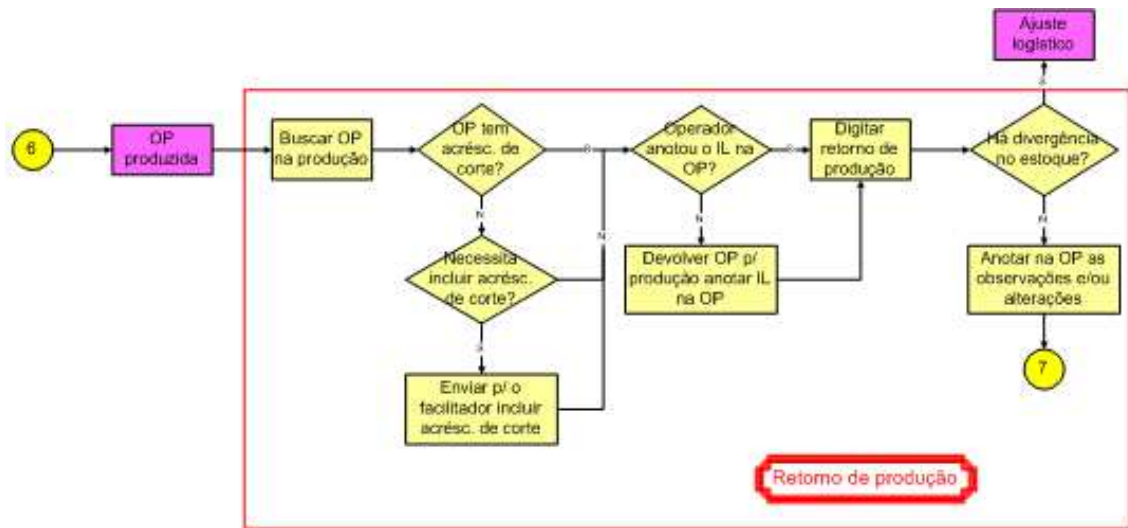 Ajuste
logístico
6
OP
produzida
Buscar OP
na produção
OP tem
acrésc. de
corte?
S
Operador
anotou o IL na
OP?
S
Digitar
retorno de
produção
Há divergência
no estoque?
S
N
N
N
N
Necessita
incluir acrésc.
de corte?
Devolver OP p/
produção anotar IL
na OP
Anotar na OP as
observações e/ou
alterações
S
7
Enviar p/ o
facilitador incluir
acrésc. de corte
Retorno de produção